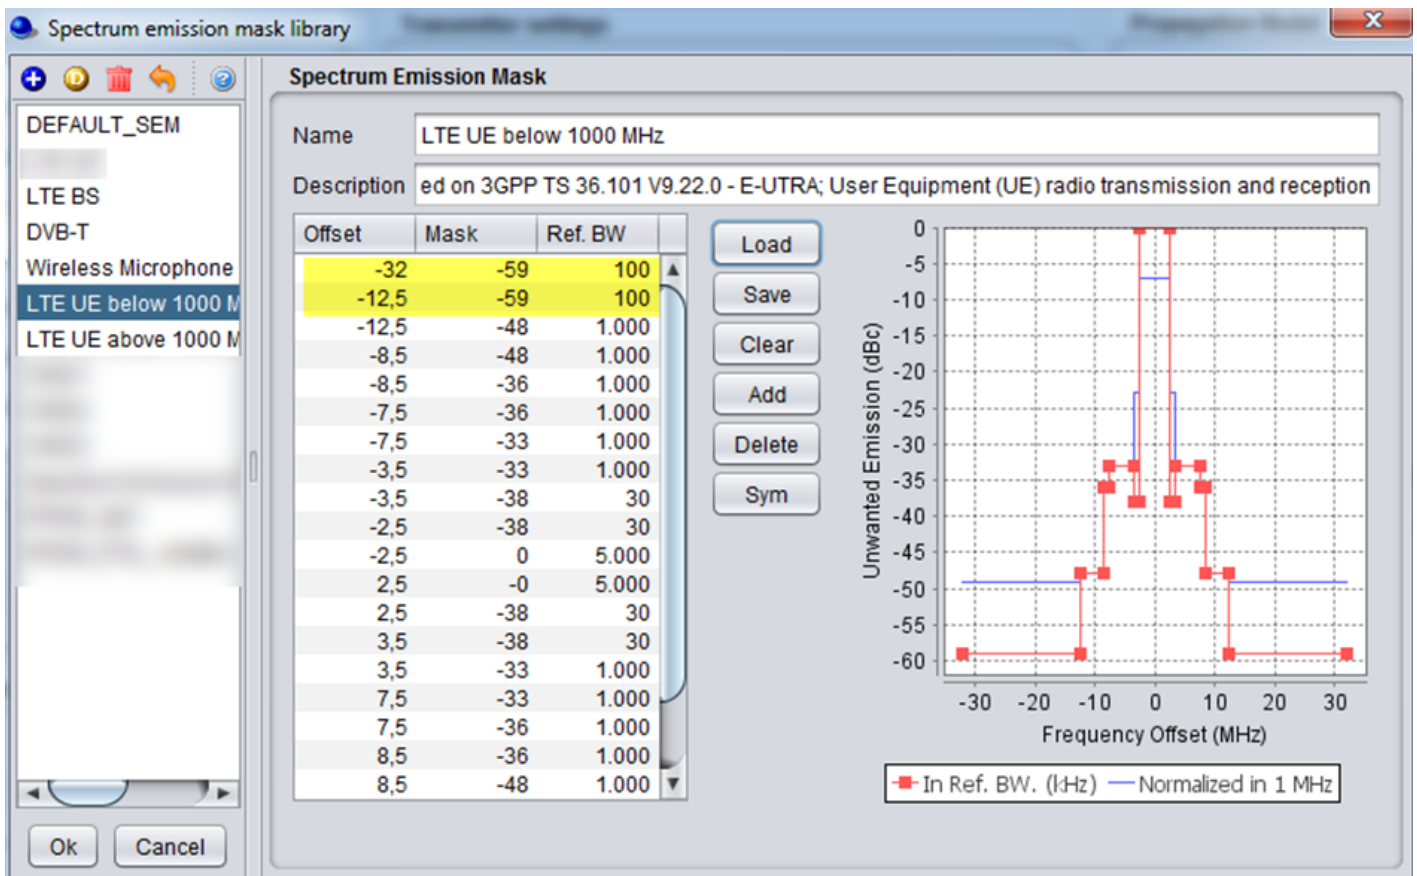 Spectrum emission mask library
Transmitter settings
Spectrum Emission Mask
DEFAULT_SEM
LTE BS
DVB-T
Wireless Microphone
LTE UE below 1000 M
LTE UE above 1000 M
Ok
Cancel
Name
LTE UE below 1000 MHz
Description
ed on 3GPP TS 36.101 V9.22.0 - E-UTRA; User Equipment (UE) radio transmission and reception
Offset Mask Ref. BW
-32 -59 100
-12,5 -59 100
-12,5 -48 1.000
-8,5 -48 1.000
-8,5 -36 1.000
-7,5 -36 1.000
-7,5 -33 1.000
-3,5 -33 1.000
-3,5 -38 30
-2,5 -38 30
-2,5 0 5.000
2,5 -0 5.000
2,5 -38 30
3,5 -38 30
3,5 -33 1.000
7,5 -33 1.000
7,5 -36 1.000
8,5 -36 1.000
8,5 -48 1.000
Load
Save
Clear
Add
Delete
Sym
Unwanted Emission (dBc)
0
-5
-10
-15
-20
-25
-30
-35
-40
-45
-50
-55
-60
-30 -20 -10 0 10 20 30
Frequency Offset (MHz)
In Ref. BW. (kHz) Normalized in 1 MHz